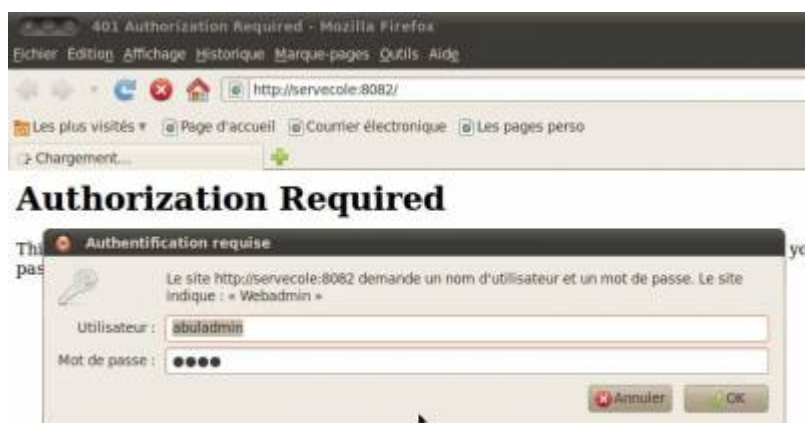 401 Authorization Required - Mozilla Firefox
Fichier Édition Affichage Historique Marque-pages Outils Aide
http://servecole:8082/
Les plus visités Page d'accueil Courrier électronique Les pages perso
Chargement...
Authorization Required
Authentification requise
Le site http://servecole:8082 demande un nom d'utilisateur et un mot de passe. Le site
indique : « Webadmin »
Utilisateur : abuladmin
Mot de passe : ●●●●
Annuler OK